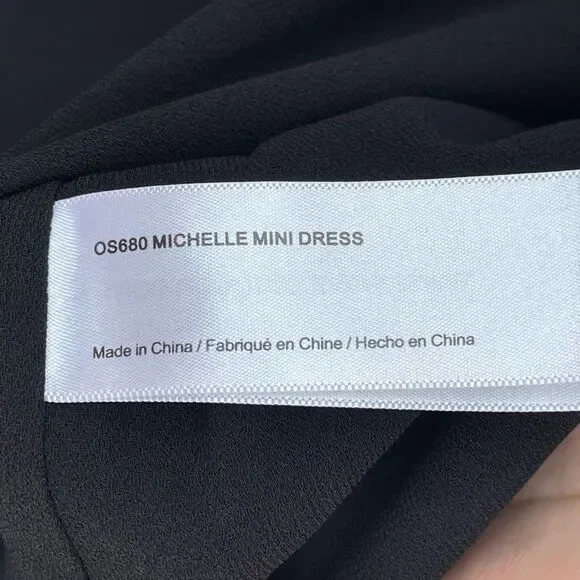 OS680 MICHELLE MINI DRESS
Made in China / Fabriqué en Chine / Hecho en China